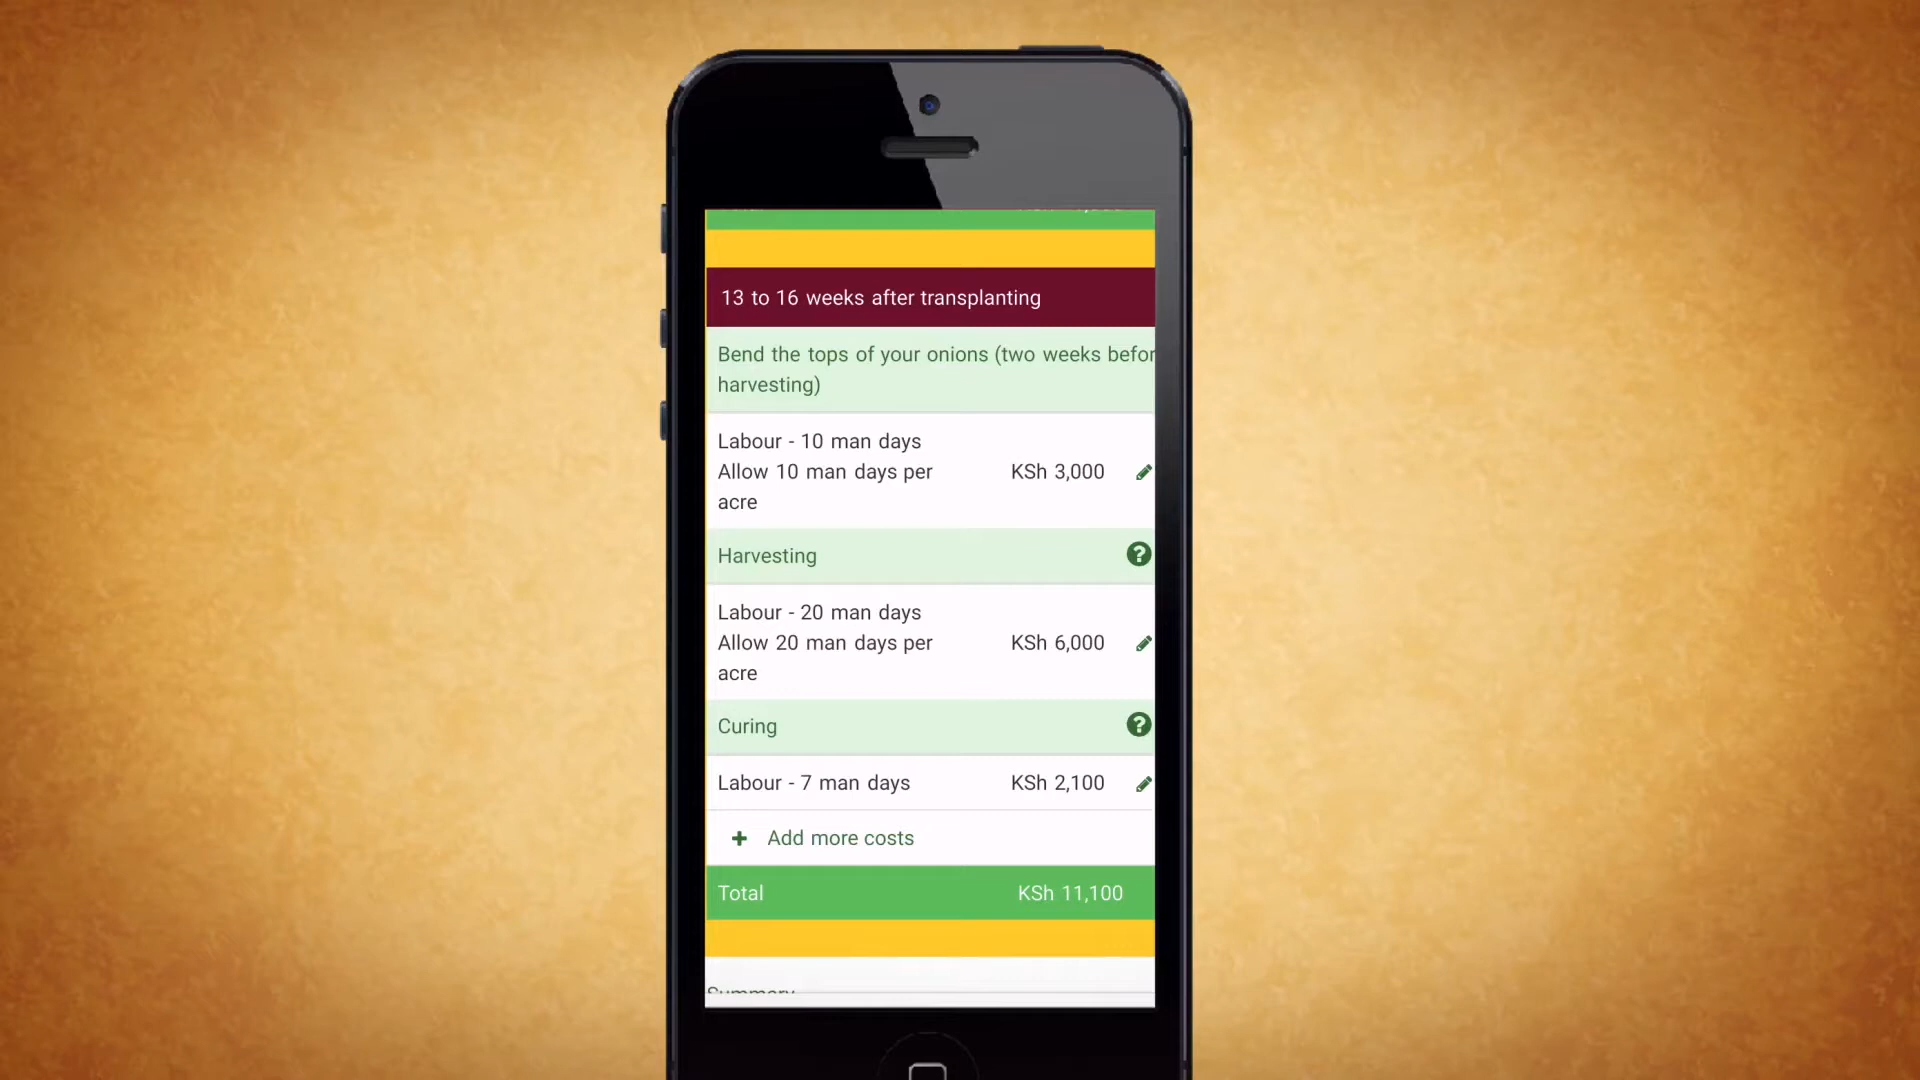 13 to 16 weeks after transplanting
Bend the tops of your onions (two weeks befor
harvesting)
Labour - 10 man days
Allow 10 man days per
acre
KSh 3,000
Harvesting
Labour - 20 man days
Allow 20 man days per
acre
KSh 6,000
Curing
Labour - 7 man days KSh 2,100
Add more costs
Total KSh 11,100